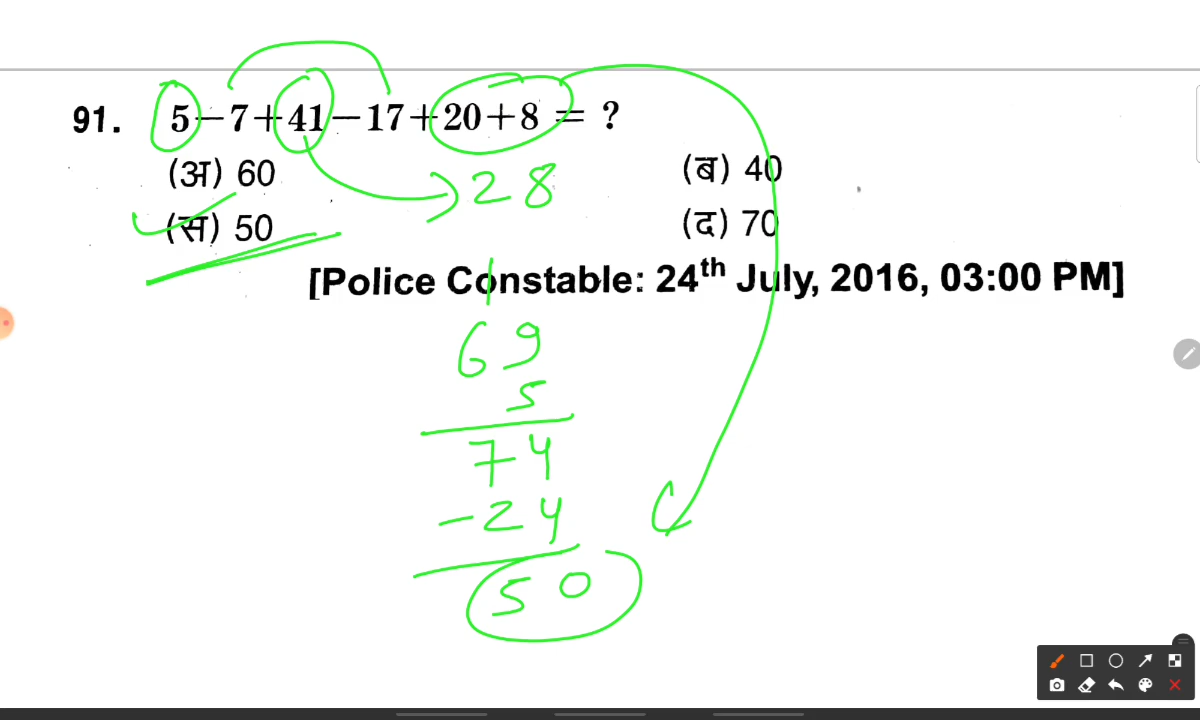 91. 5−7+41−17+20+8 = ?
(अ) 60 (ब) 40
28
(स) 50 (द) 70
[Police Constable: 24th July, 2016, 03:00 PM]
1
69
5
74
−24
50